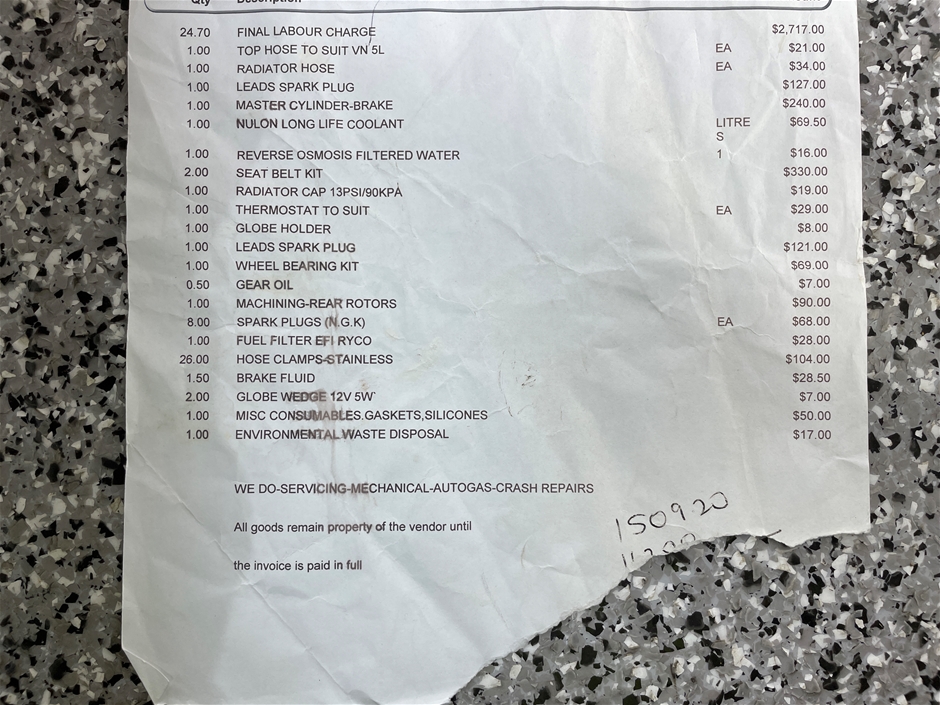 Qty Description
24.70 FINAL LABOUR CHARGE $2,717.00
1.00 TOP HOSE TO SUIT VN 5L EA $21.00
1.00 RADIATOR HOSE EA $34.00
1.00 LEADS SPARK PLUG $127.00
1.00 MASTER CYLINDER-BRAKE $240.00
1.00 NULON LONG LIFE COOLANT LITRE $69.50
S
1.00 REVERSE OSMOSIS FILTERED WATER 1 $16.00
2.00 SEAT BELT KIT $330.00
1.00 RADIATOR CAP 13PSI/90KPA $19.00
1.00 THERMOSTAT TO SUIT EA $29.00
1.00 GLOBE HOLDER $8.00
1.00 LEADS SPARK PLUG $121.00
1.00 WHEEL BEARING KIT $69.00
0.50 GEAR OIL $7.00
1.00 MACHINING-REAR ROTORS $90.00
8.00 SPARK PLUGS (N.G.K) EA $68.00
1.00 FUEL FILTER EFI RYCO $28.00
26.00 HOSE CLAMPS-STAINLESS $104.00
1.50 BRAKE FLUID $28.50
2.00 GLOBE WEDGE 12V 5W` $7.00
1.00 MISC CONSUMABLES.GASKETS,SILICONES $50.00
1.00 ENVIRONMENTAL WASTE DISPOSAL $17.00
WE DO-SERVICING-MECHANICAL-AUTOGAS-CRASH REPAIRS
All goods remain property of the vendor until
150920
the invoice is paid in full